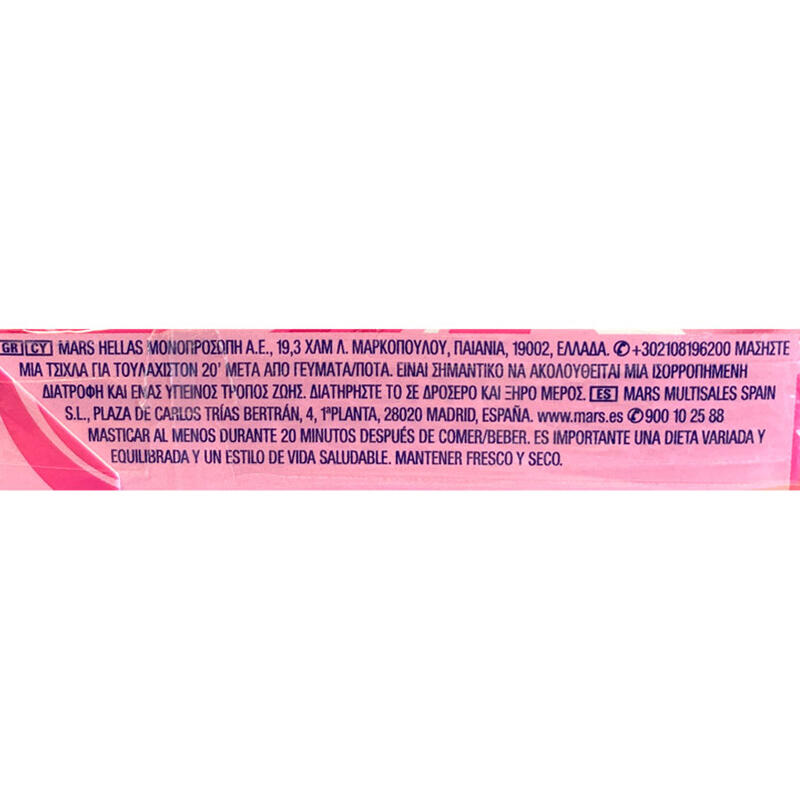 GR CY MARS HELLAS ΜΟΝΟΠΡΟΣΩΠΗ Α.Ε., 19,3 ΧΛΜ Λ. ΜΑΡΚΟΠΟΥΛΟΥ, ΠΑΙΑΝΙΑ, 19002, ΕΛΛΑΔΑ. ✆+302108196200 ΜΑΣΗΣΤΕ
ΜΙΑ ΤΣΙΧΛΑ ΓΙΑ ΤΟΥΛΑΧΙΣΤΟΝ 20' ΜΕΤΑ ΑΠΟ ΓΕΥΜΑΤΑ/ΠΟΤΑ. ΕΙΝΑΙ ΣΗΜΑΝΤΙΚΟ ΝΑ ΑΚΟΛΟΥΘΕΙΤΑΙ ΜΙΑ ΙΣΟΡΡΟΠΗΜΕΝΗ
ΔΙΑΤΡΟΦΗ ΚΑΙ ΕΝΑΣ ΥΓΙΕΙΝΟΣ ΤΡΟΠΟΣ ΖΩΗΣ. ΔΙΑΤΗΡΗΣΤΕ ΤΟ ΣΕ ΔΡΟΣΕΡΟ ΚΑΙ ΞΗΡΟ ΜΕΡΟΣ. ES MARS MULTISALES SPAIN
S.L., PLAZA DE CARLOS TRÍAS BERTRÁN, 4, 1ªPLANTA, 28020 MADRID, ESPAÑA. www.mars.es ✆900 10 25 88
MASTICAR AL MENOS DURANTE 20 MINUTOS DESPUÉS DE COMER/BEBER. ES IMPORTANTE UNA DIETA VARIADA Y
EQUILIBRADA Y UN ESTILO DE VIDA SALUDABLE. MANTENER FRESCO Y SECO.